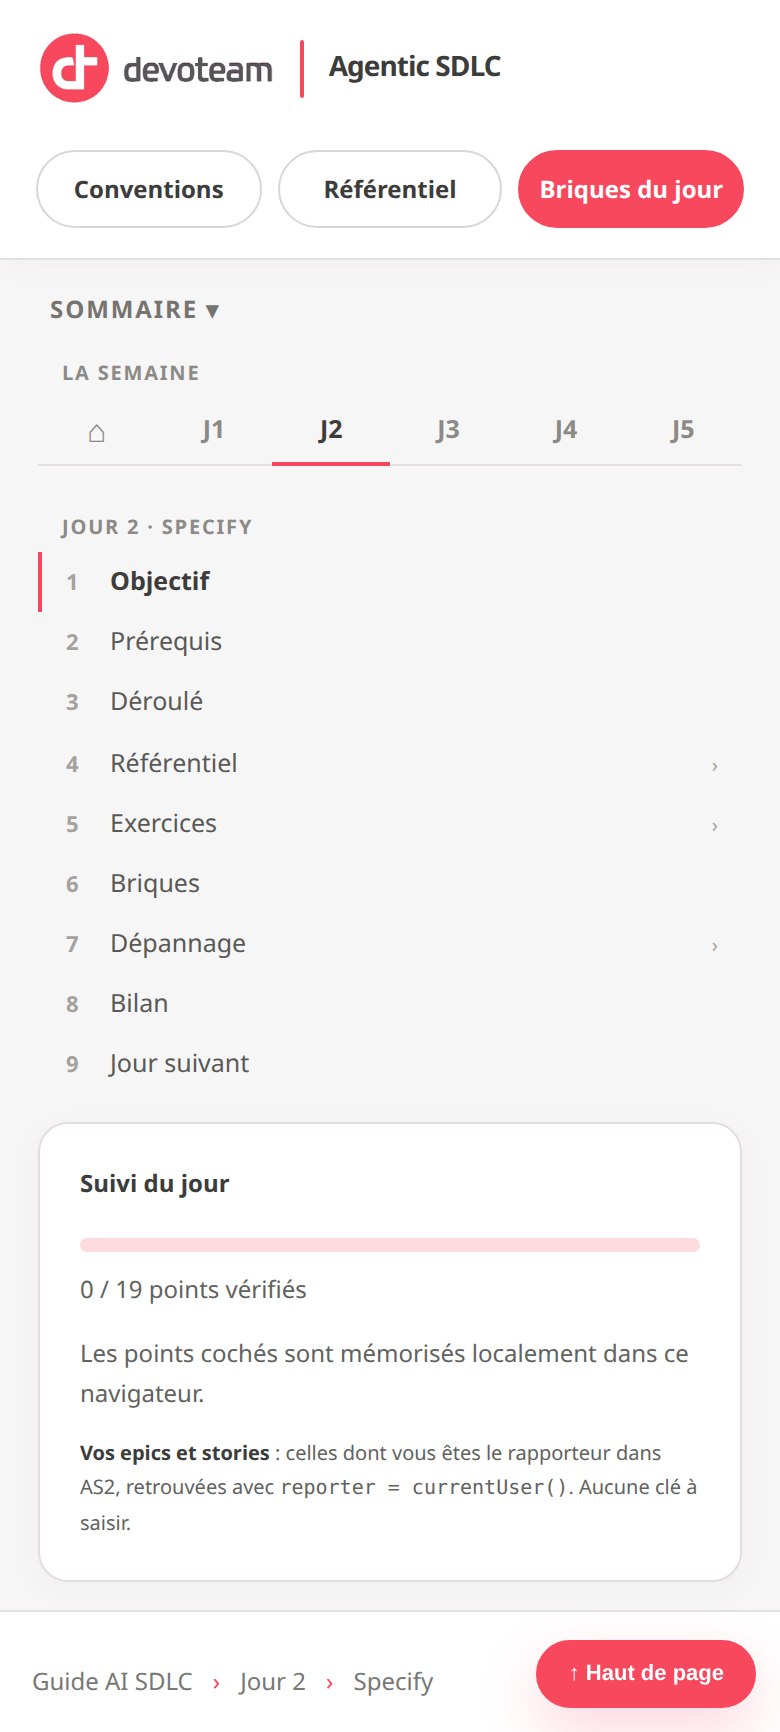 devoteam
Agentic SDLC
Conventions
Référentiel
Briques du jour
SOMMAIRE ▾
LA SEMAINE
⌂ J1 J2 J3 J4 J5
JOUR 2 · SPECIFY
1 Objectif
2 Prérequis
3 Déroulé
4 Référentiel ›
5 Exercices ›
6 Briques
7 Dépannage ›
8 Bilan
9 Jour suivant
Suivi du jour
0 / 19 points vérifiés
Les points cochés sont mémorisés localement dans ce
navigateur.
Vos epics et stories : celles dont vous êtes le rapporteur dans
AS2, retrouvées avec reporter = currentUser(). Aucune clé à
saisir.
Guide AI SDLC › Jour 2 › Specify
↑ Haut de page